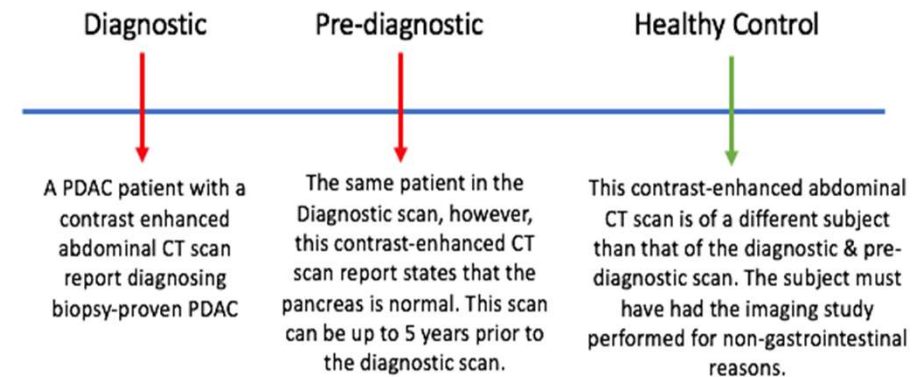 Diagnostic
Pre-diagnostic
Healthy Control
A PDAC patient with a
contrast enhanced
abdominal CT scan
report diagnosing
biopsy-proven PDAC
The same patient in the
Diagnostic scan, however,
this contrast-enhanced CT
scan report states that the
pancreas is normal. This scan
can be up to 5 years prior to
the diagnostic scan.
This contrast-enhanced abdominal
CT scan is of a different subject
than that of the diagnostic & pre-
diagnostic scan. The subject must
have had the imaging study
performed for non-gastrointestinal
reasons.